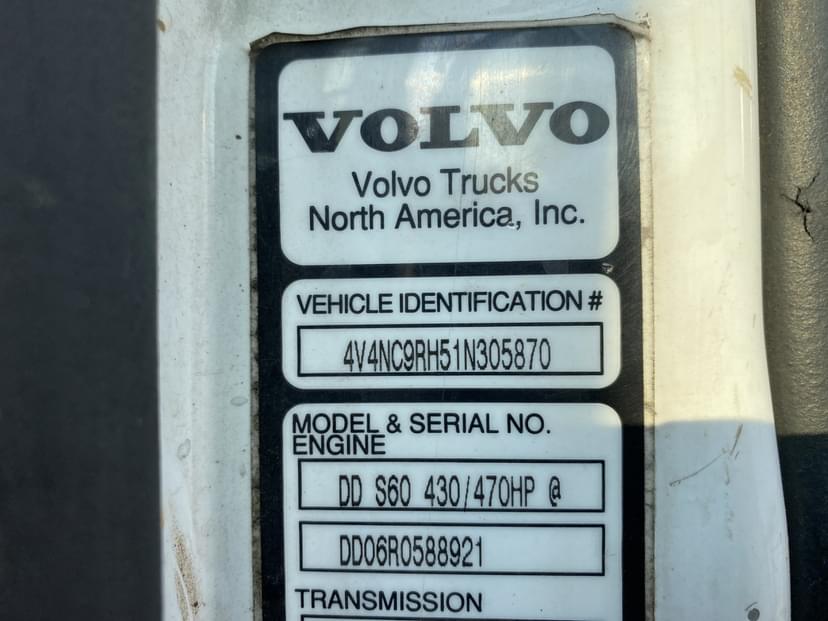 VOLVO
Volvo Trucks
North America, Inc.
VEHICLE IDENTIFICATION #
4V4NC9RH51N305870
MODEL & SERIAL NO.
ENGINE
DD S60 430/470HP @
DD06R0588921
TRANSMISSION